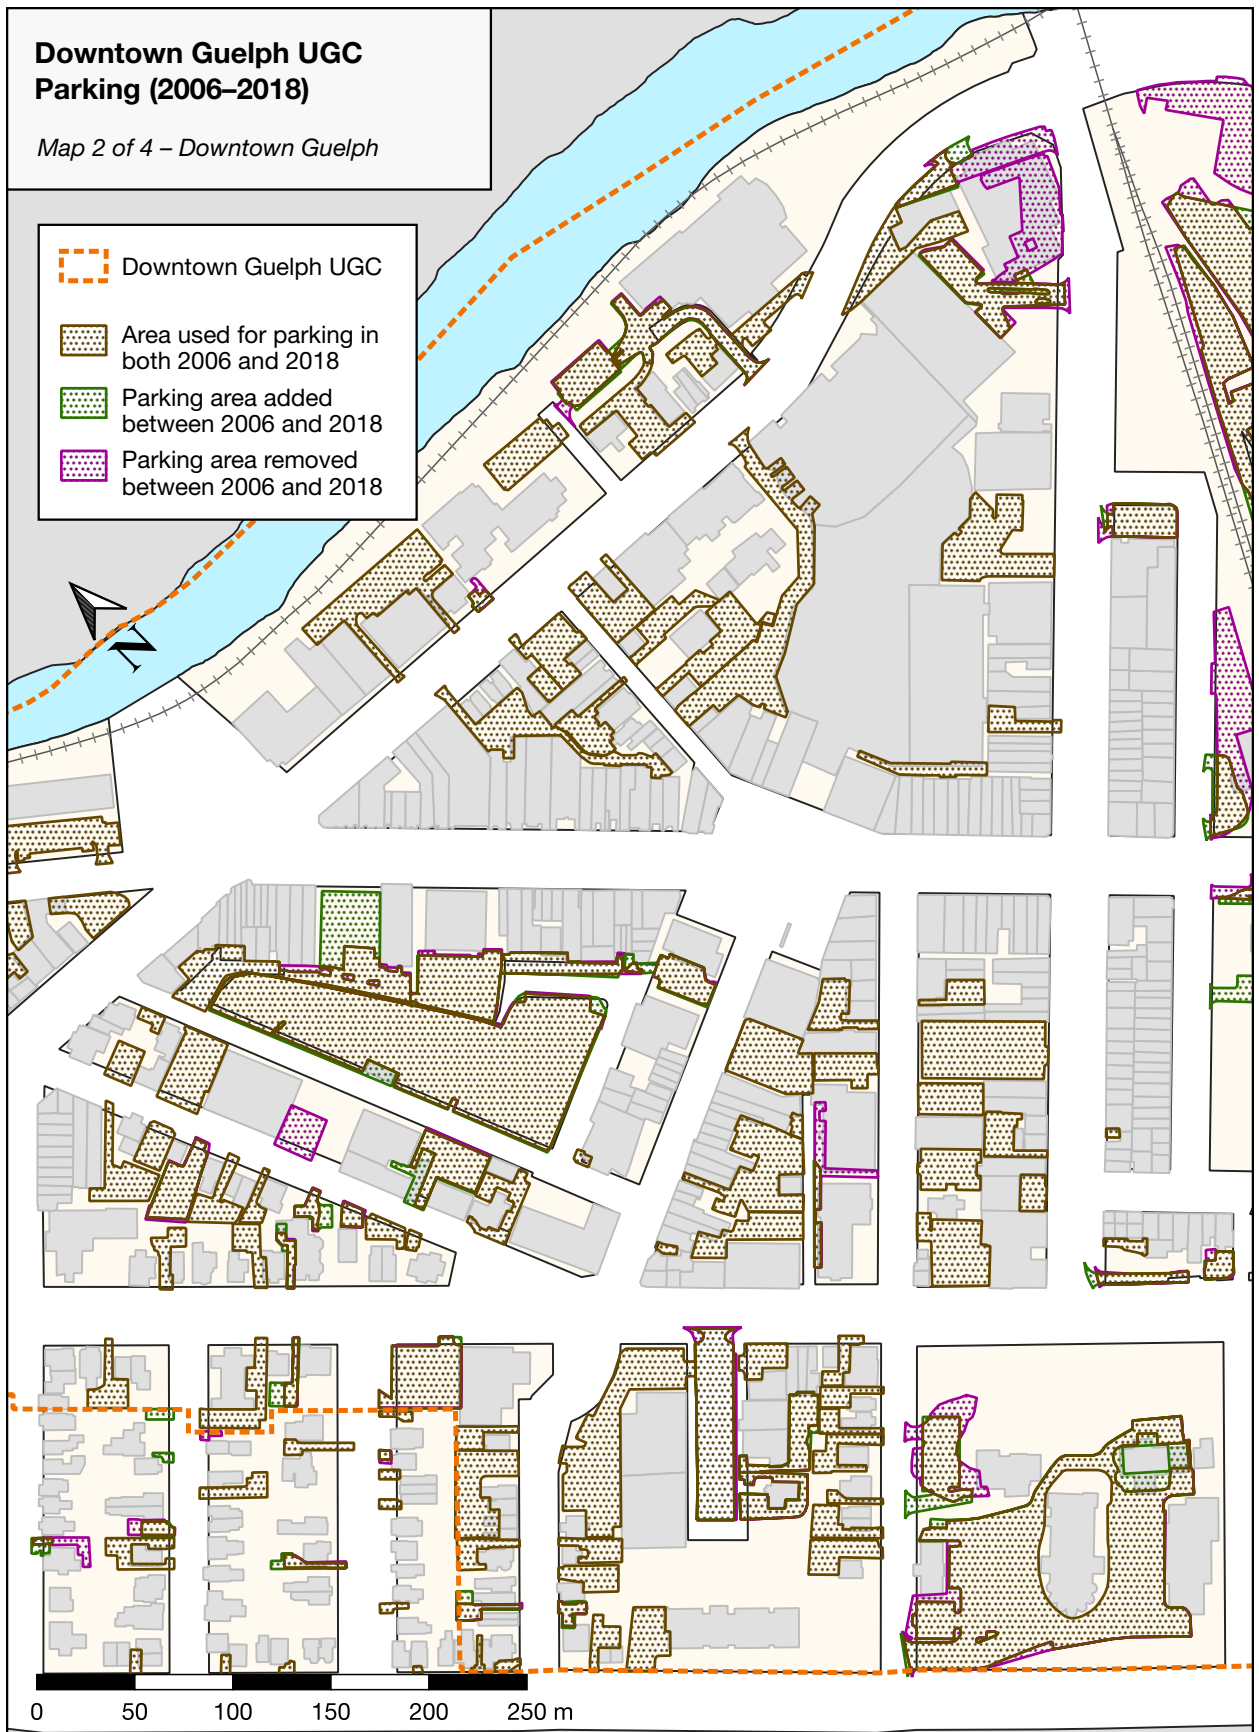 Downtown Guelph UGC
Parking (2006–2018)
Map 2 of 4 – Downtown Guelph
Downtown Guelph UGC
Area used for parking in
both 2006 and 2018
Parking area added
between 2006 and 2018
Parking area removed
between 2006 and 2018
N
0 50 100 150 200 250 m